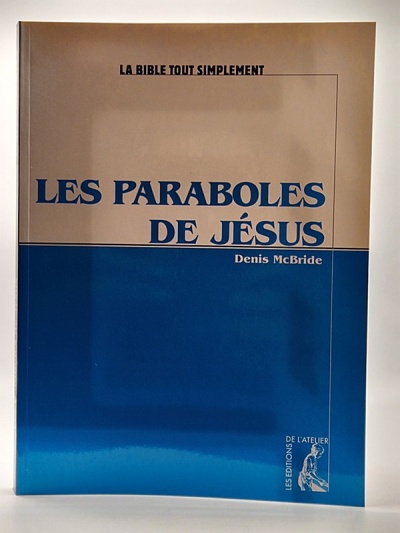 LA BIBLE TOUT SIMPLEMENT
LES PARABOLES
DE JÉSUS
Denis McBride
LES EDITIONS
DE L'ATELIER